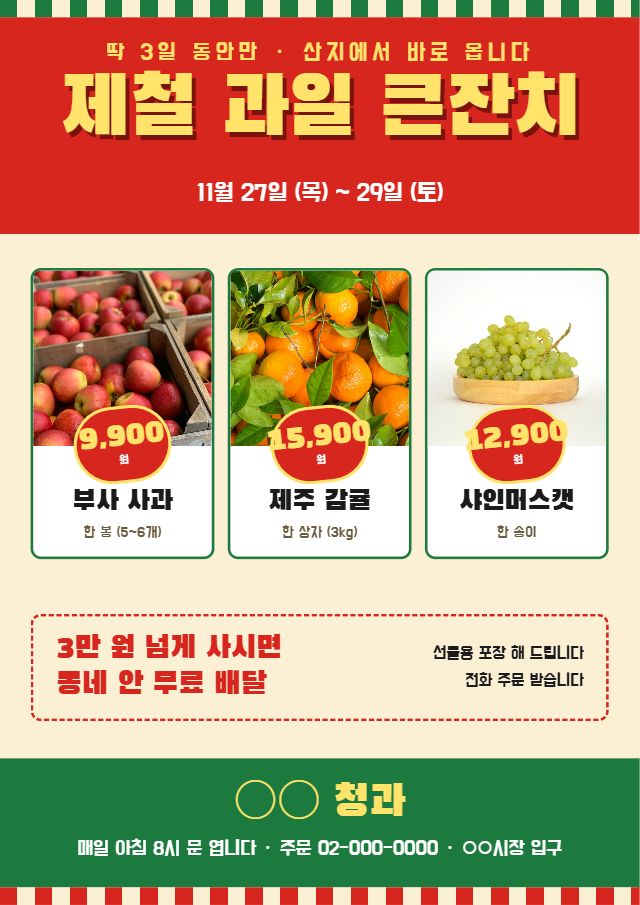 딱 3일 동안만 · 산지에서 바로 옵니다
제철 과일 큰잔치
11월 27일 (목) ~ 29일 (토)
9,900
원
부사 사과
한 봉 (5~6개)
15,900
원
제주 감귤
한 상자 (3kg)
12,900
원
샤인머스캣
한 송이
3만 원 넘게 사시면
동네 안 무료 배달
선물용 포장 해 드립니다
전화 주문 받습니다
○○ 청과
매일 아침 8시 문 엽니다 · 주문 02-000-0000 · ○○시장 입구